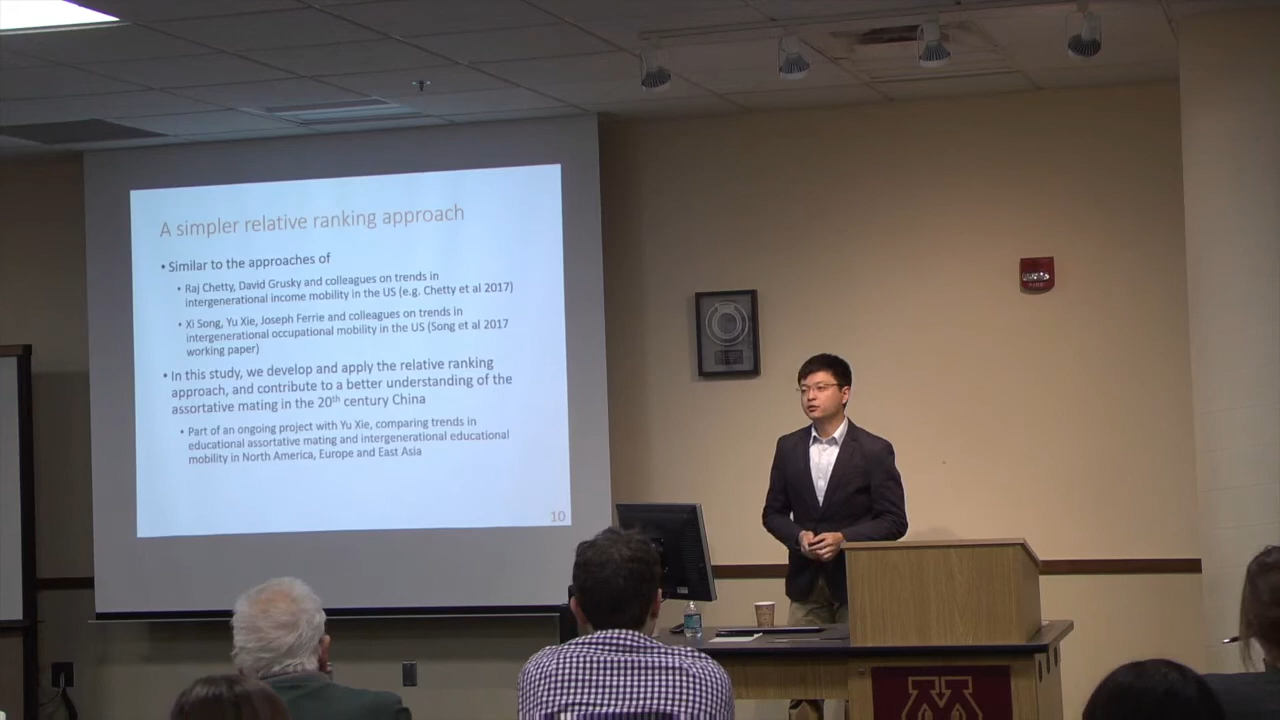 A simpler relative ranking approach
• Similar to the approaches of
• Raj Chetty, David Grusky and colleagues on trends in
intergenerational income mobility in the US (e.g. Chetty et al 2017)
• Xi Song, Yu Xie, Joseph Ferrie and colleagues on trends in
intergenerational occupational mobility in the US (Song et al 2017
working paper)
• In this study, we develop and apply the relative ranking
approach, and contribute to a better understanding of the
assortative mating in the 20th century China
• Part of an ongoing project with Yu Xie, comparing trends in
educational assortative mating and intergenerational educational
mobility in North America, Europe and East Asia
10
FIRE
M